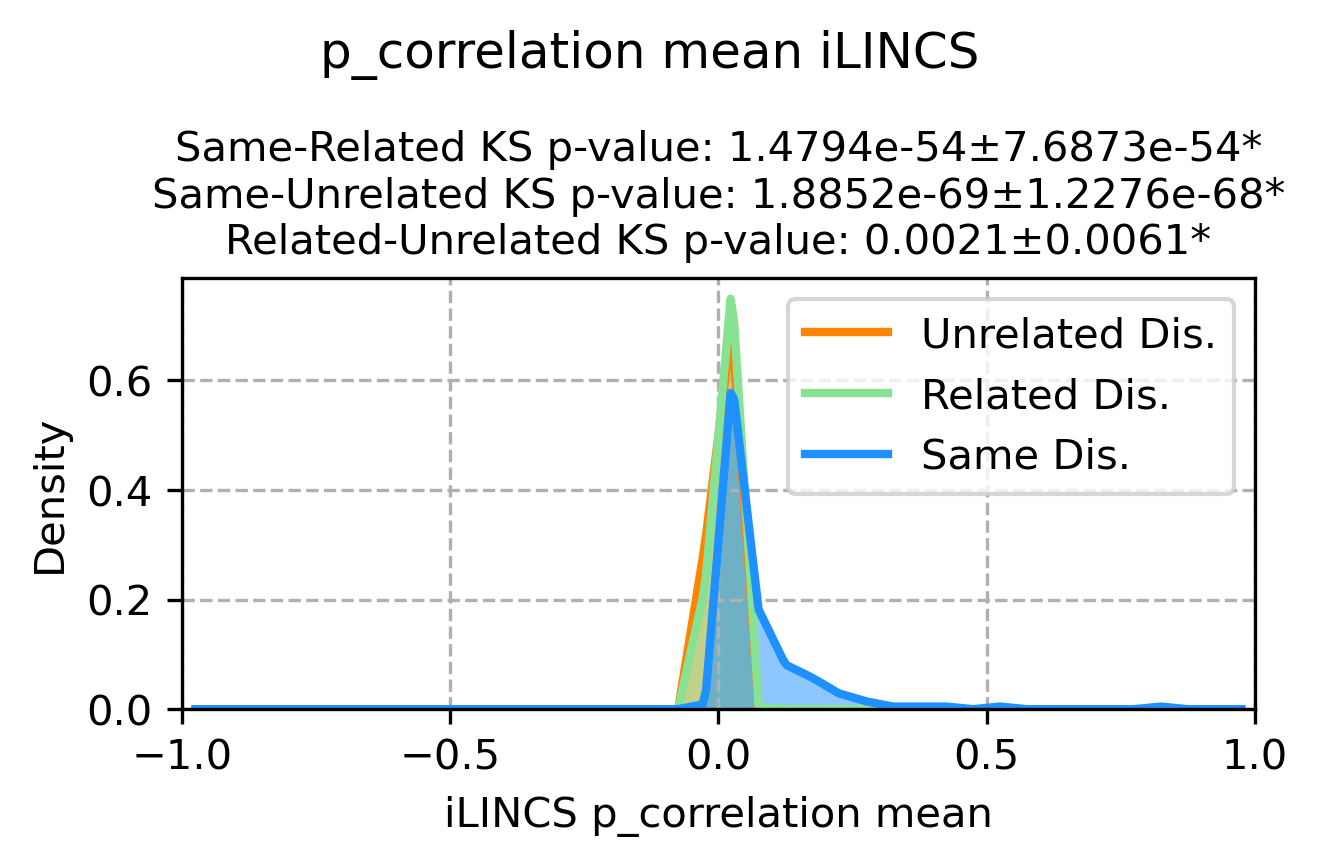 p_correlation mean iLINCS
Same-Related KS p-value: 1.4794e-54±7.6873e-54*
Same-Unrelated KS p-value: 1.8852e-69±1.2276e-68*
Related-Unrelated KS p-value: 0.0021±0.0061*
Unrelated Dis.
Related Dis.
Same Dis.
Density
0.6
0.4
0.2
0.0
−1.0 −0.5 0.0 0.5 1.0
iLINCS p_correlation mean